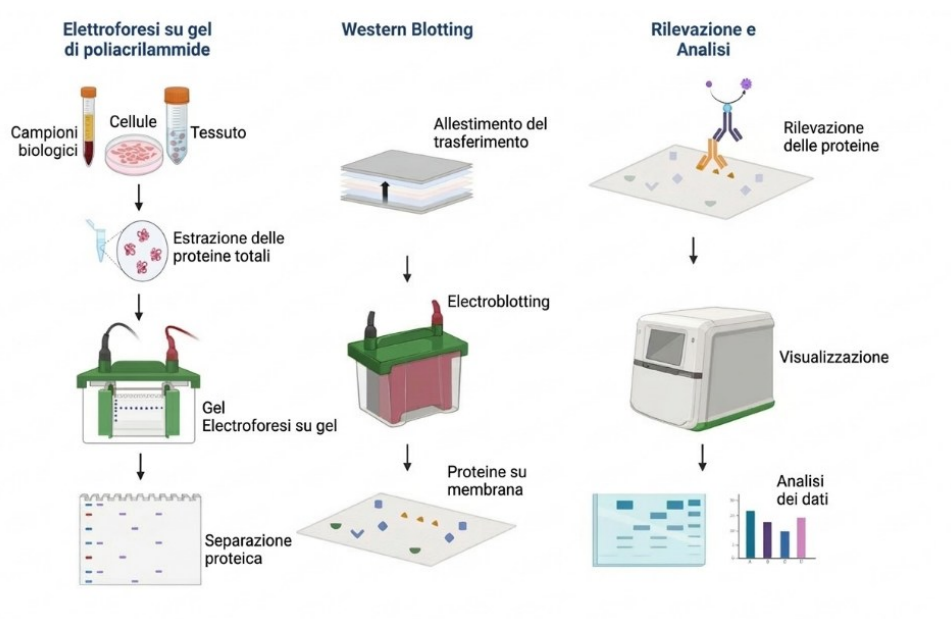 Elettroforesi su gel
di poliacrilammide
Campioni
biologici
Cellule
Tessuto
Estrazione delle
proteine totali
Gel
Electroforesi su gel
Separazione
proteica
Western Blotting
Allestimento del
trasferimento
Electroblotting
Proteine su
membrana
Rilevazione e
Analisi
Rilevazione
delle proteine
Visualizzazione
Analisi
dei dati